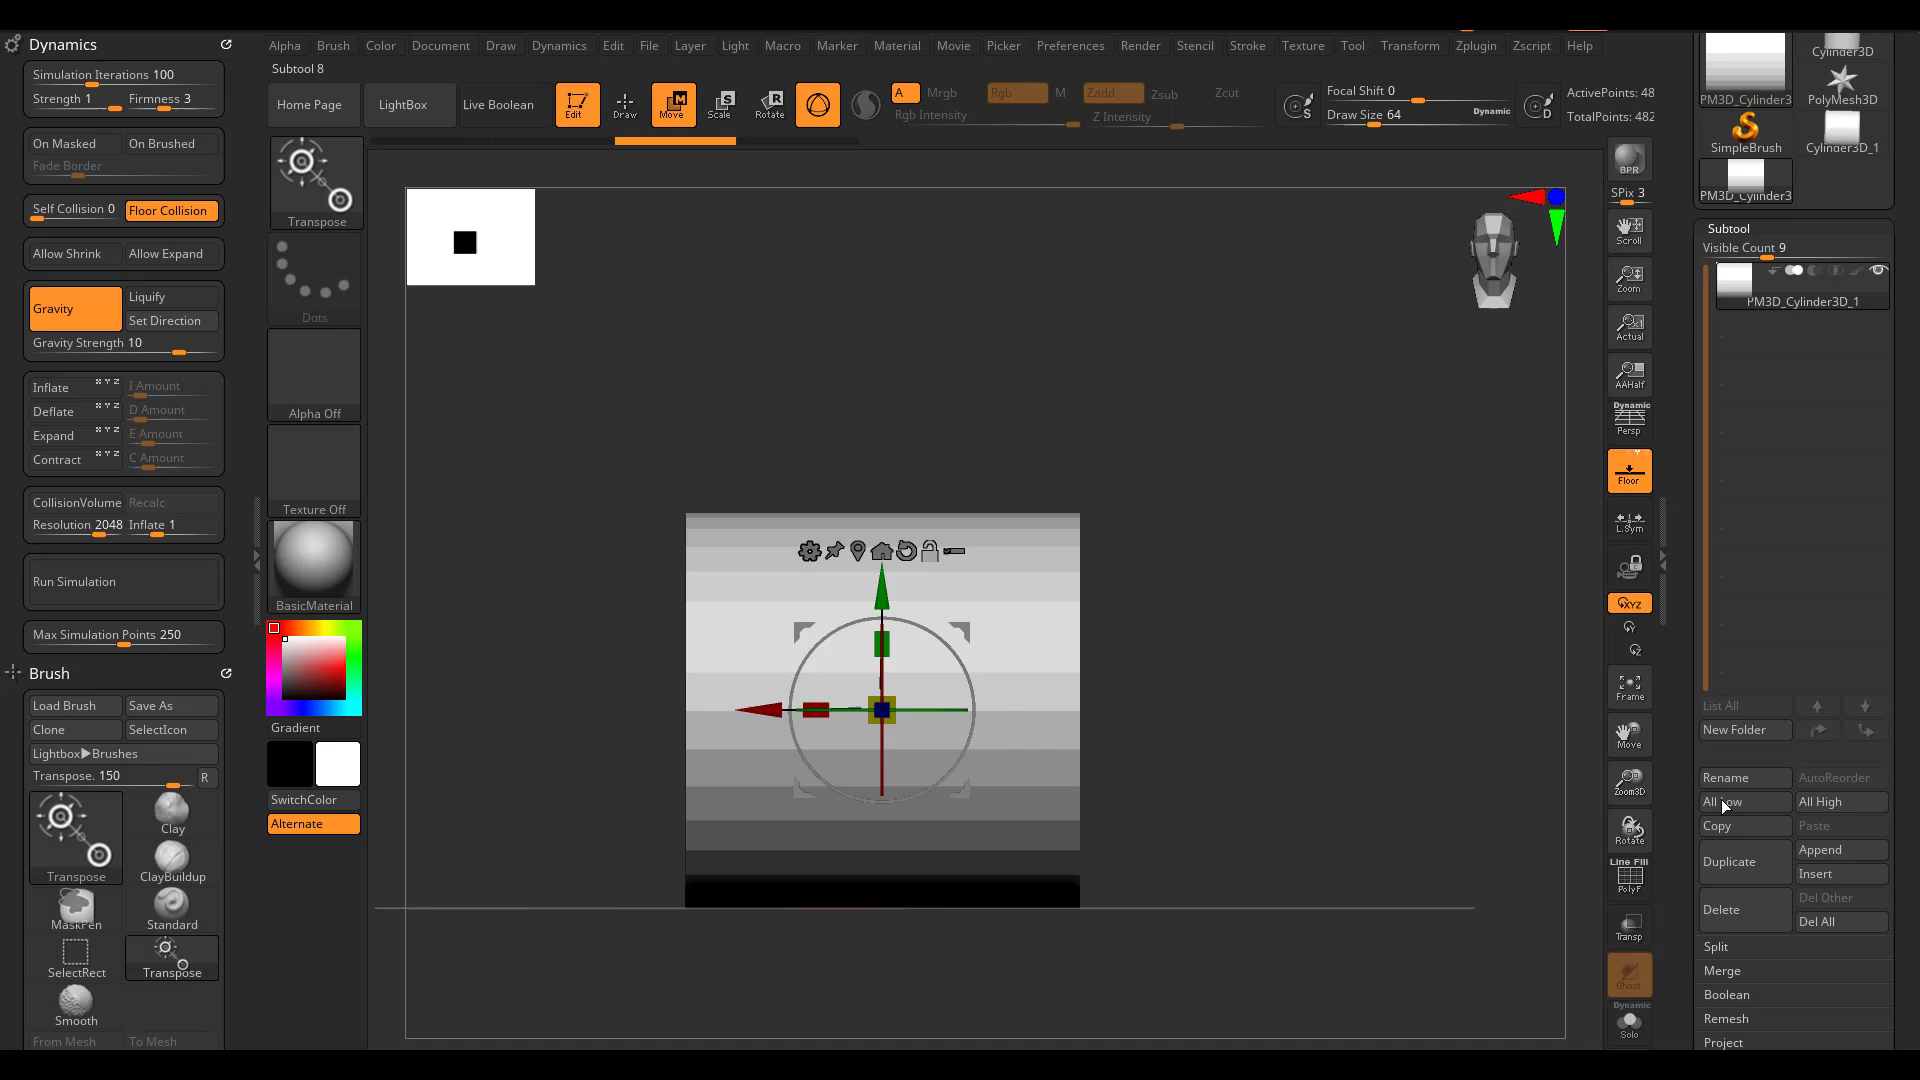 Dynamics
Simulation Iterations 100
Strength 1 Firmness 3
On Masked On Brushed
Fade Border
Self Collision 0 Floor Collision
Allow Shrink Allow Expand
Gravity Liquify
Set Direction
Gravity Strength 10
Inflate X Y Z I Amount
Deflate X Y Z D Amount
Expand X Y Z E Amount
Contract X Y Z C Amount
CollisionVolume Recalc
Resolution 2048 Inflate 1
Run Simulation
Max Simulation Points 250
Brush
Load Brush Save As
Clone SelectIcon
Lightbox▶Brushes
Transpose. 150 R
Transpose Clay
ClayBuildup
MaskPen Standard
SelectRect Transpose
Smooth
From Mesh To Mesh
Alpha Brush Color Document Draw Dynamics Edit File Layer Light Macro Marker Material Movie Picker Preferences Render Stencil Stroke Texture Tool Transform Zplugin Zscript Help
Subtool 8
Home Page LightBox Live Boolean Edit Draw Move Scale Rotate
M S R
A Mrgb Rgb M Zadd Zsub Zcut
Rgb Intensity Z Intensity
S Focal Shift 0
Draw Size 64 Dynamic
D ActivePoints: 48
TotalPoints: 482
Transpose
Dots
Alpha Off
Texture Off
BasicMaterial
Gradient
SwitchColor
Alternate
BPR
SPix 3
Scroll
Zoom
Actual
AAHalf
Dynamic
Persp
Floor
L.Sym
XYZ
Y
Z
Frame
Move
Zoom3D
Rotate
Line Fill
PolyF
Transp
Ghost
Dynamic
Solo
Cylinder3D
PM3D_Cylinder3 PolyMesh3D
SimpleBrush Cylinder3D_1
PM3D_Cylinder3
Subtool
Visible Count 9
PM3D_Cylinder3D_1
List All
New Folder
Rename AutoReorder
All Low All High
Copy Paste
Duplicate Append
Insert
Delete Del Other
Del All
Split
Merge
Boolean
Remesh
Project